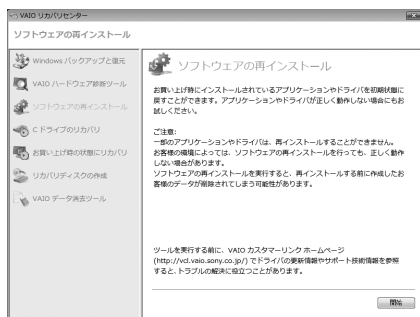 VAIO リカバリセンター
ソフトウェアの再インストール
Windows バックアップと復元
VAIO ハードウェア診断ツール
ソフトウェアの再インストール
C ドライブのリカバリ
お買い上げ時の状態にリカバリ
リカバリディスクの作成
VAIO データ消去ツール
ソフトウェアの再インストール
お買い上げ時にインストールされているアプリケーションやドライバを初期状態に
戻すことができます。アプリケーションやドライバが正しく動作しない場合にもお
試しください。
ご注意:
一部のアプリケーションやドライバは、再インストールすることができません。
お客様の環境によっては、ソフトウェアの再インストールを行っても、正しく動作
しない場合があります。
ソフトウェアの再インストールを実行すると、再インストールする前に作成したお
客様のデータが削除されてしまう可能性があります。
ツールを実行する前に、VAIO カスタマーリンク ホームページ
(http://vcl.vaio.sony.co.jp/) でドライバの更新情報やサポート技術情報を参照
すると、トラブルの解決に役立つことがあります。
開始